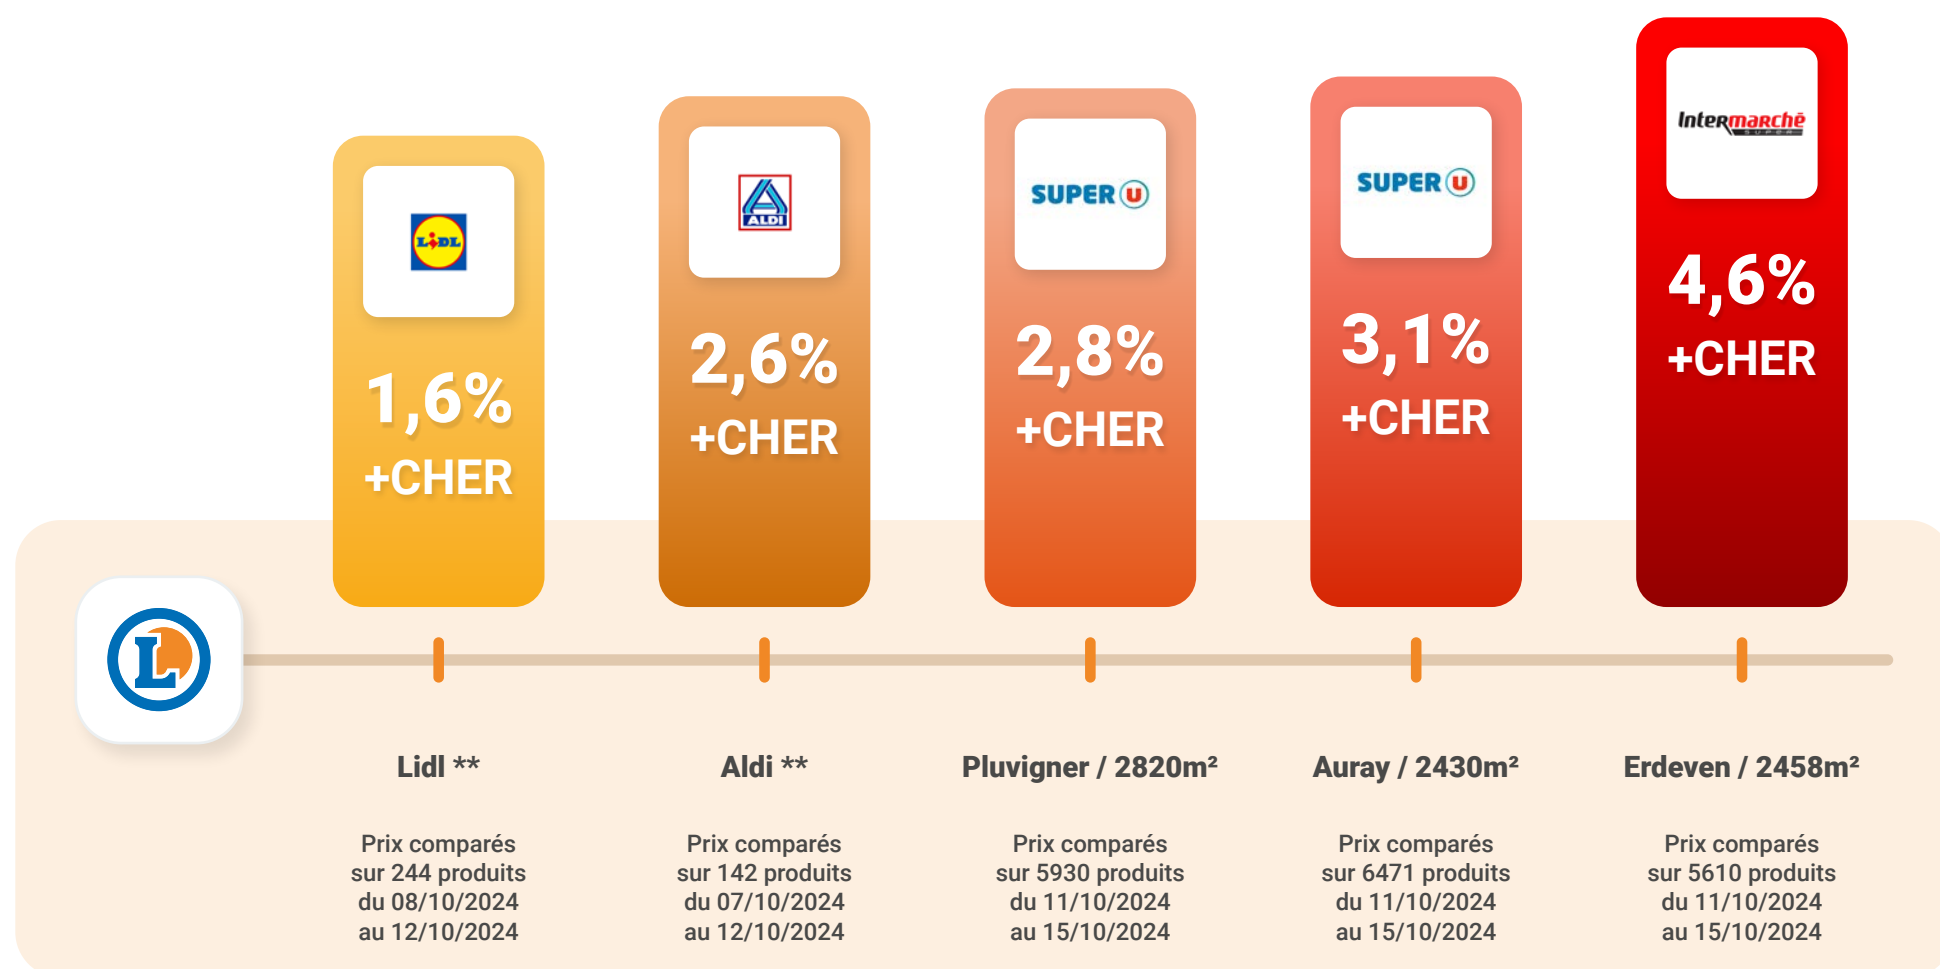 LiDL
1,6%
+CHER
ALDI
2,6%
+CHER
SUPER U
2,8%
+CHER
SUPER U
3,1%
+CHER
Intermarchē
SUPER
4,6%
+CHER
L
Lidl **
Prix comparés
sur 244 produits
du 08/10/2024
au 12/10/2024
Aldi **
Prix comparés
sur 142 produits
du 07/10/2024
au 12/10/2024
Pluvigner / 2820m²
Prix comparés
sur 5930 produits
du 11/10/2024
au 15/10/2024
Auray / 2430m²
Prix comparés
sur 6471 produits
du 11/10/2024
au 15/10/2024
Erdeven / 2458m²
Prix comparés
sur 5610 produits
du 11/10/2024
au 15/10/2024